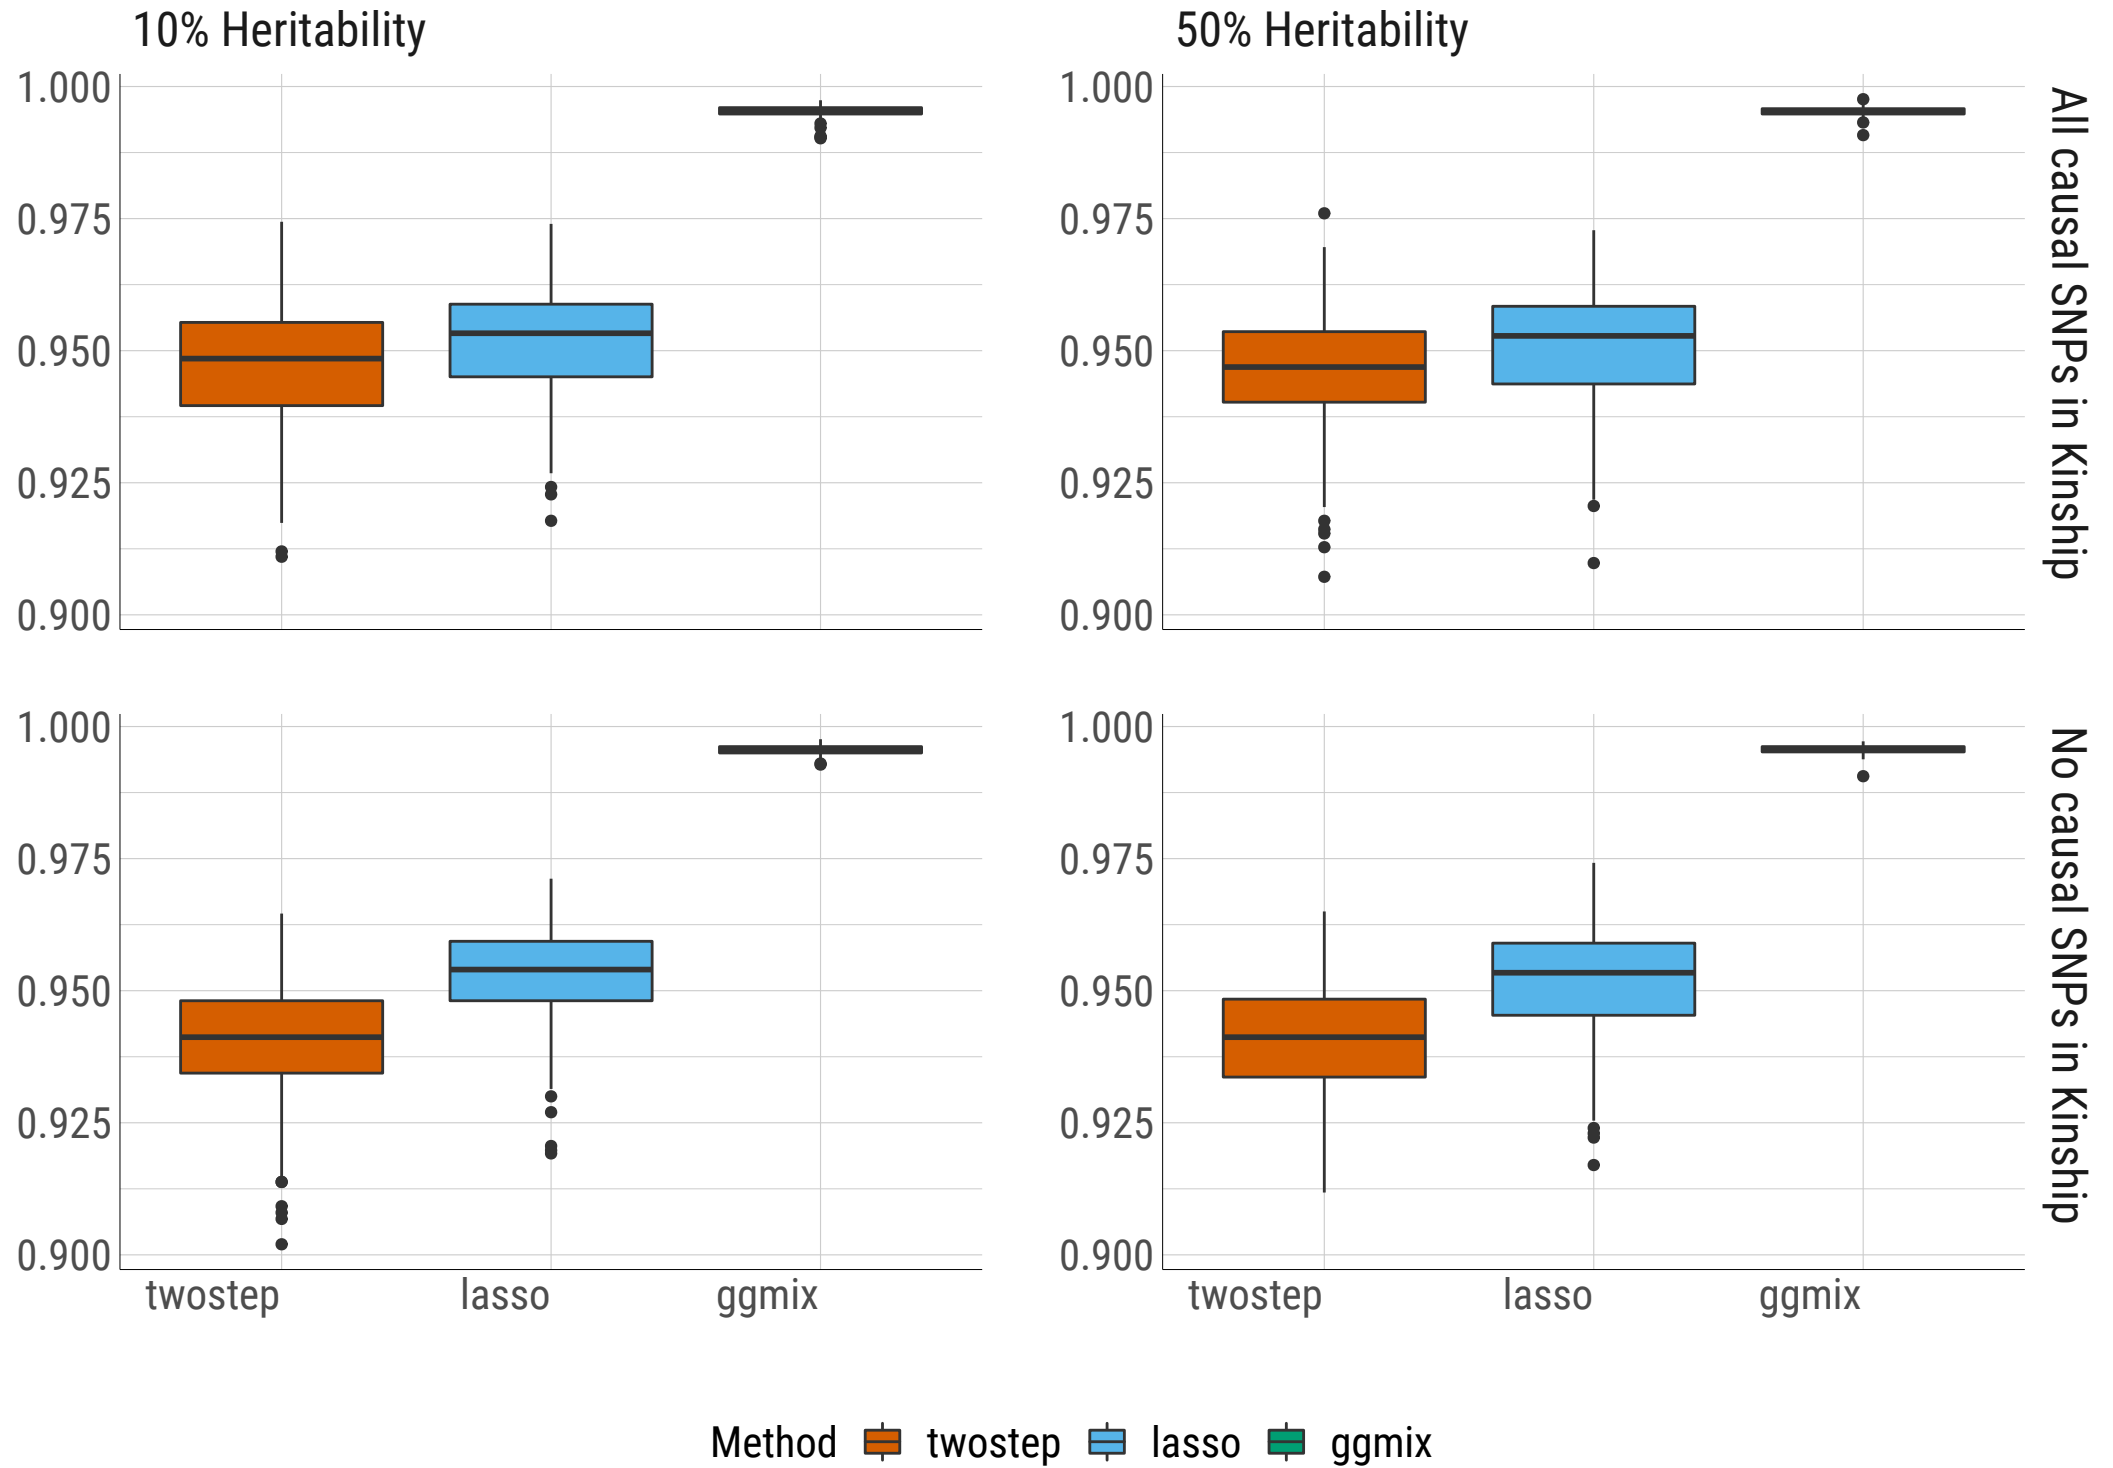 10% Heritability
50% Heritability
1.000
0.975
0.950
0.925
0.900
1.000
0.975
0.950
0.925
0.900
All causal SNPs in Kinship
1.000
0.975
0.950
0.925
0.900
1.000
0.975
0.950
0.925
0.900
No causal SNPs in Kinship
twostep lasso ggmix
twostep lasso ggmix
Method twostep lasso ggmix